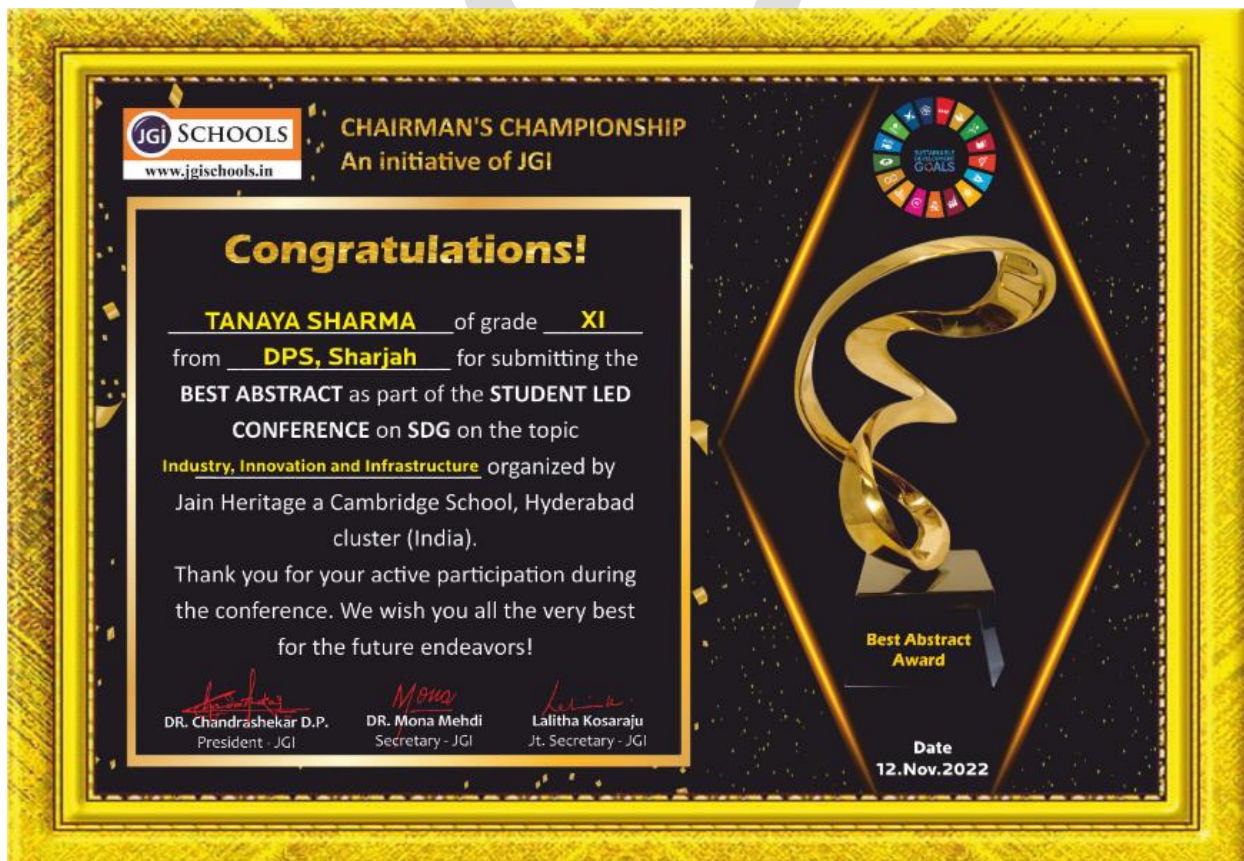 JGi SCHOOLS
www.jgischools.in
CHAIRMAN'S CHAMPIONSHIP
An initiative of JGI
SUSTAINABLE
DEVELOPMENT
GOALS
Congratulations!
TANAYA SHARMA of grade XI
from DPS, Sharjah for submitting the
BEST ABSTRACT as part of the STUDENT LED
CONFERENCE on SDG on the topic
Industry, Innovation and Infrastructure organized by
Jain Heritage a Cambridge School, Hyderabad
cluster (India).
Thank you for your active participation during
the conference. We wish you all the very best
for the future endeavors!
Mona
DR. Chandrashekar D.P.
President - JGI
DR. Mona Mehdi
Secretary - JGI
Lalitha Kosaraju
Jt. Secretary - JGI
Best Abstract
Award
Date
12.Nov.2022